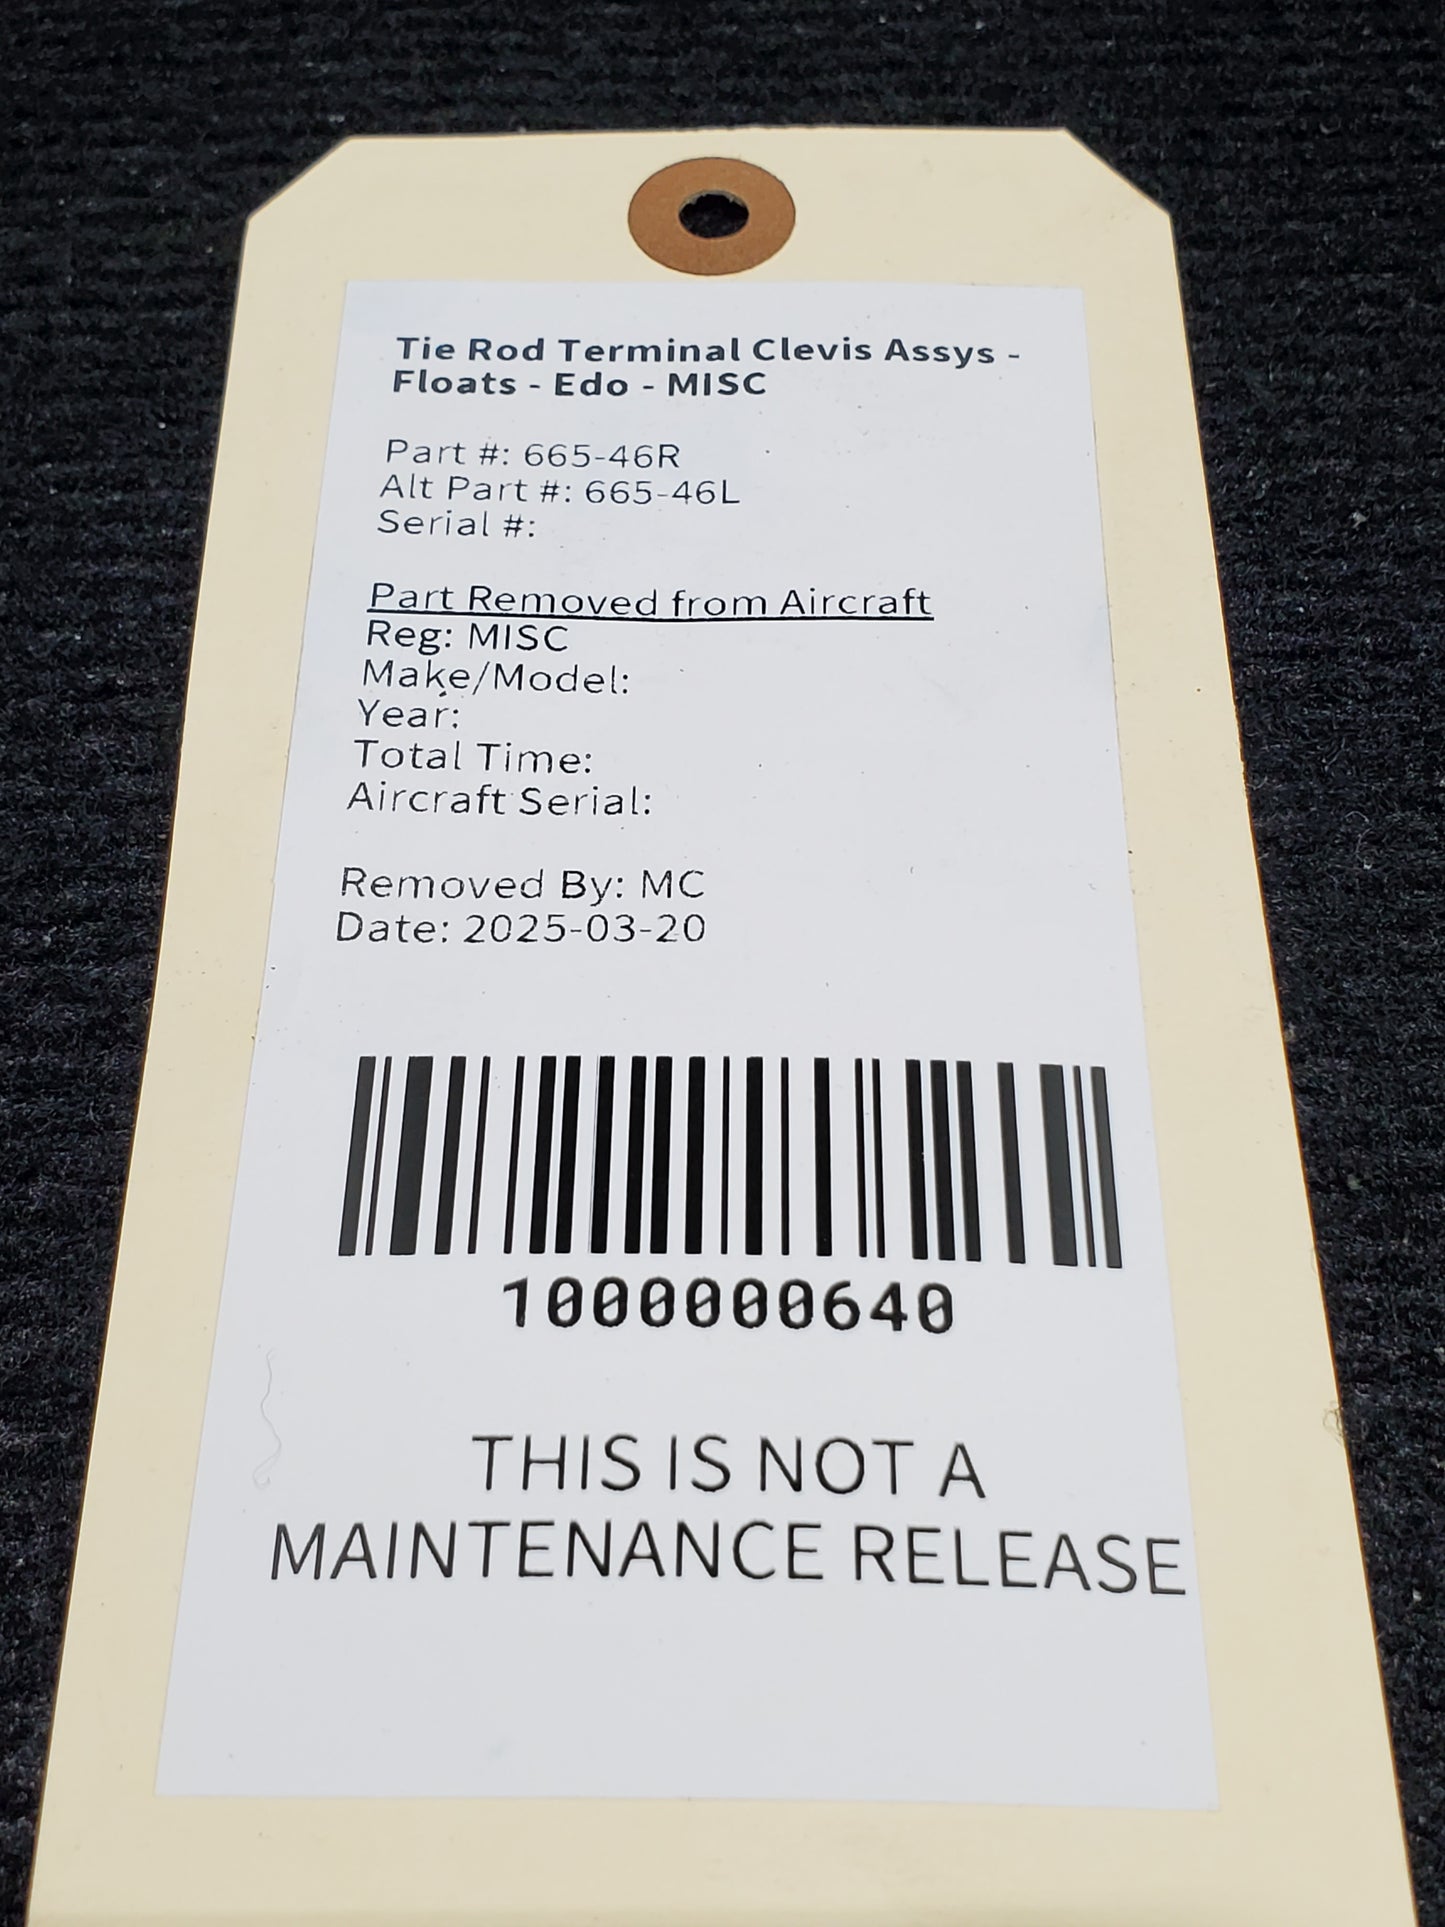 Tie Rod Terminal Clevis Assys -
Floats - Edo - MISC
Part #: 665-46R
Alt Part #: 665-46L
Serial #:
Part Removed from Aircraft
Reg: MISC
Make/Model:
Year:
Total Time:
Aircraft Serial:
Removed By: MC
Date: 2025-03-20
1000000640
THIS IS NOT A
MAINTENANCE RELEASE